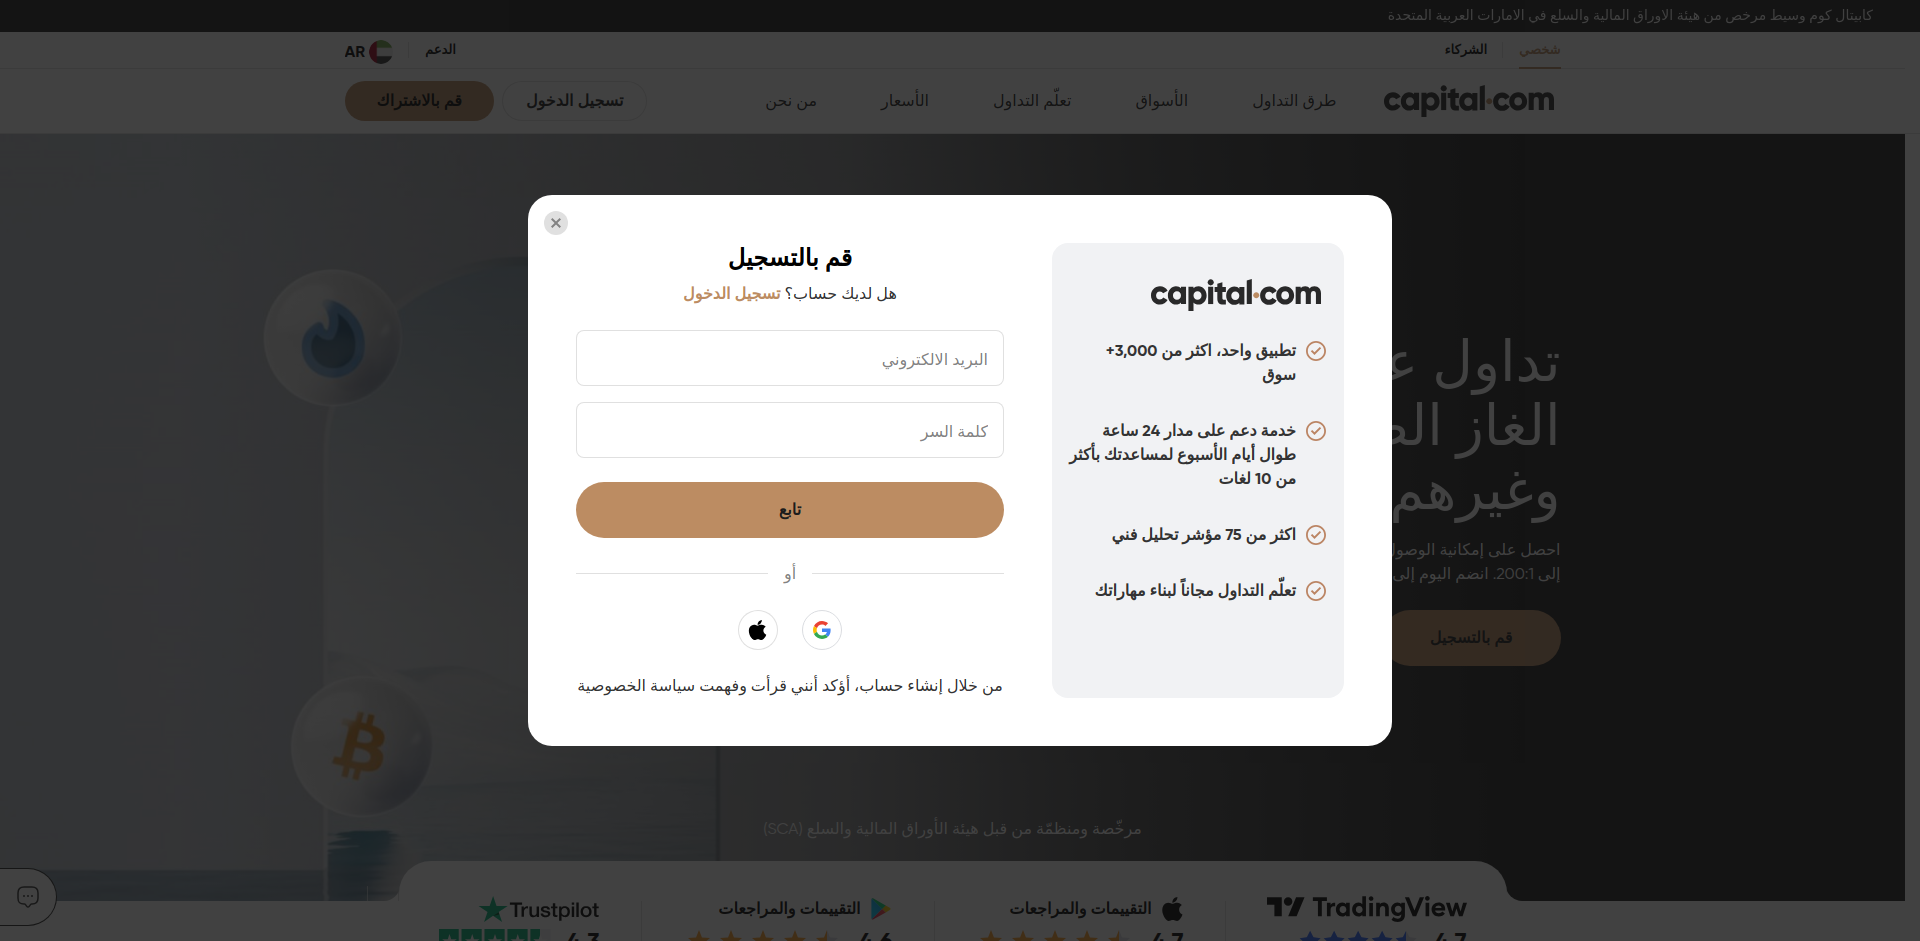 كابيتال كوم وسيط مرخص من هيئة الاوراق المالية والسلع في الامارات العربية المتحدة
شخصي
الشركاء
الدعم
AR
capital.com
طرق التداول
الأسواق
تعلّم التداول
الأسعار
من نحن
تسجيل الدخول
قم بالاشتراك
تداول
الغاز
وغيرهم
احصل على إمكانية الوصول
إلى 200:1. انضم اليوم إلى
قم بالتسجيل
capital.com
تطبيق واحد، اكثر من 3,000+
سوق
خدمة دعم على مدار 24 ساعة
طوال أيام الأسبوع لمساعدتك بأكثر
من 10 لغات
اكثر من 75 مؤشر تحليل فني
تعلّم التداول مجاناً لبناء مهاراتك
قم بالتسجيل
هل لديك حساب؟ تسجيل الدخول
البريد الالكتروني
كلمة السر
تابع
أو
من خلال إنشاء حساب، أؤكد أنني قرأت وفهمت سياسة الخصوصية
مرخّصة ومنظمّة من قبل هيئة الأوراق المالية والسلع (SCA)
TradingView
4.7
التقييمات والمراجعات
4.7
التقييمات والمراجعات
4.6
Trustpilot
4.3